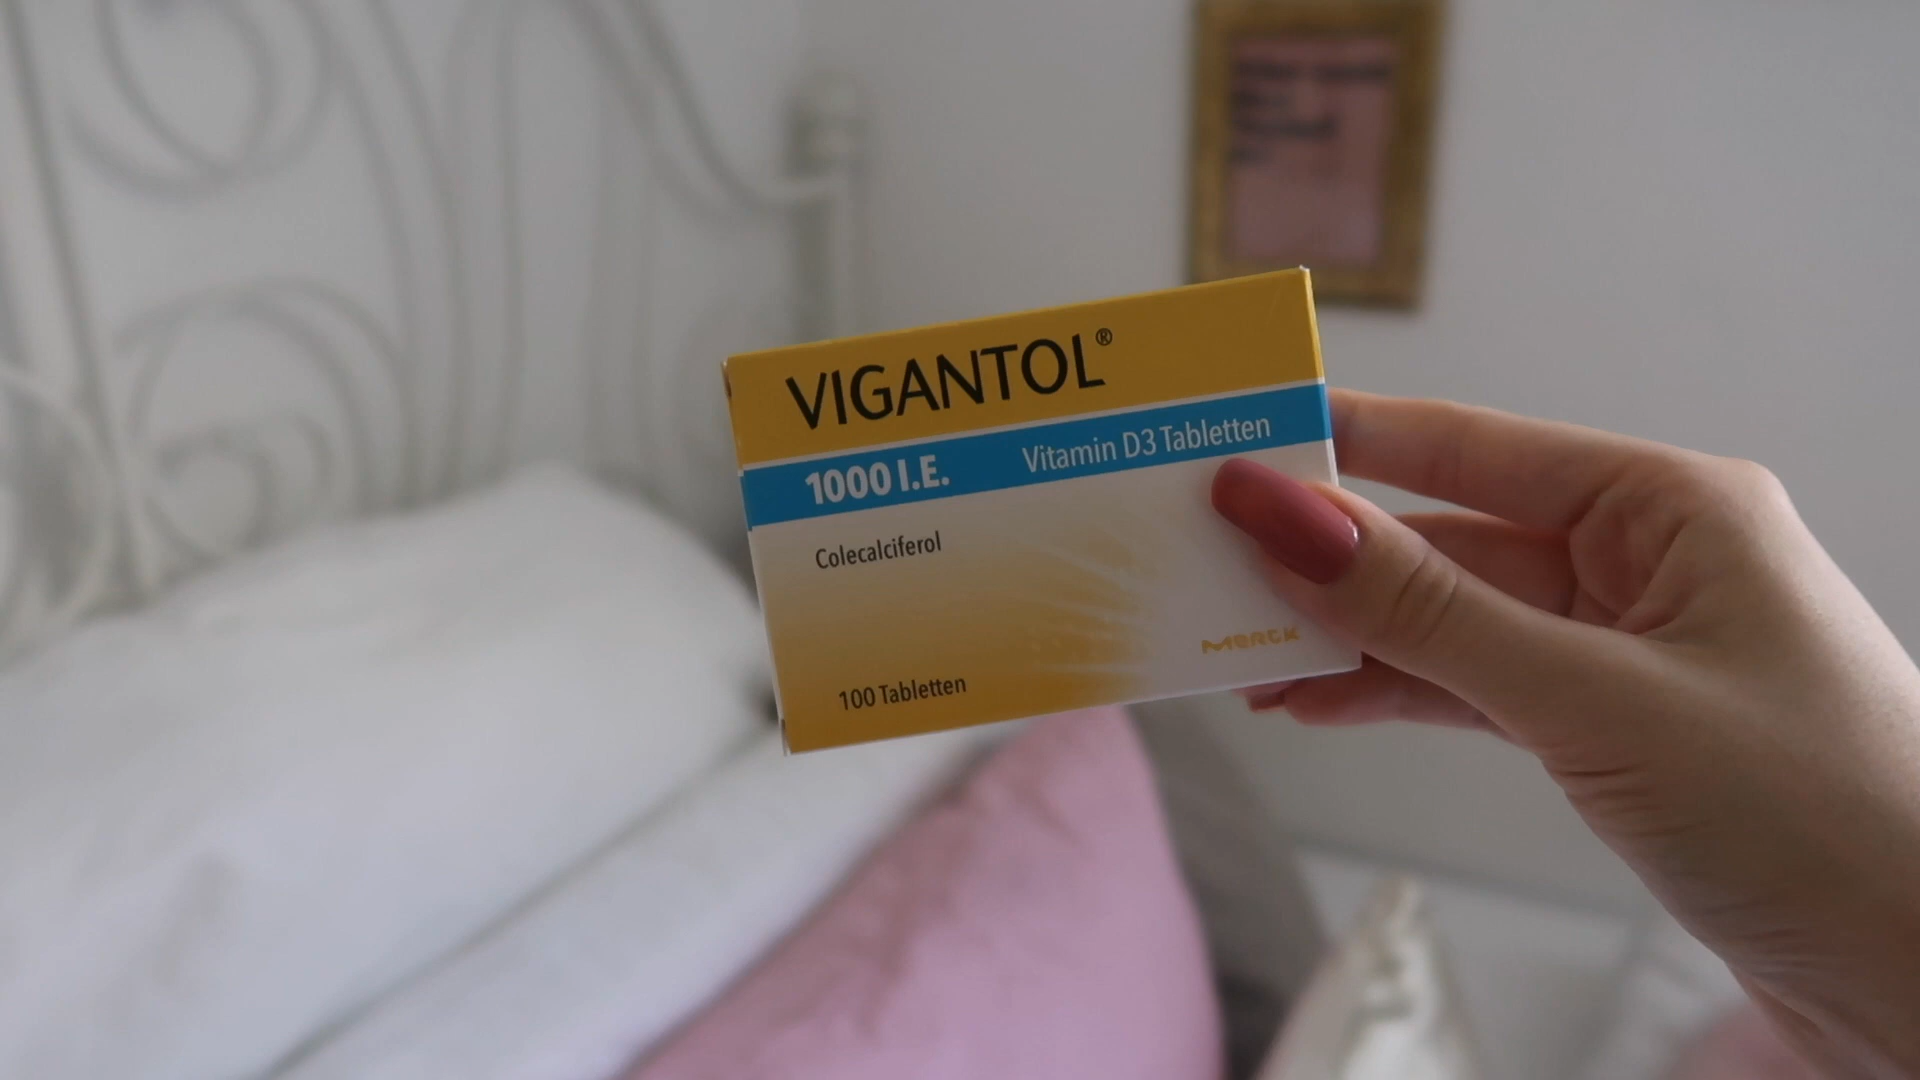 VIGANTOL®
1000 I.E. Vitamin D3 Tabletten
Colecalciferol
MERCK
100 Tabletten